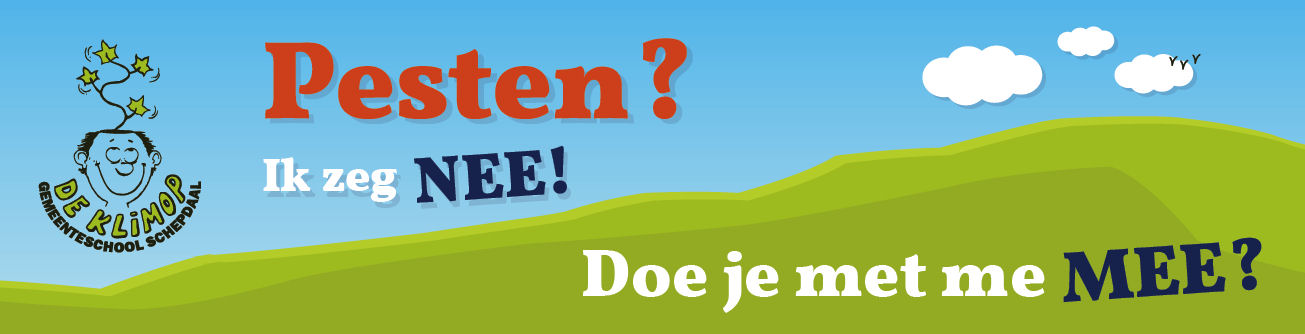 Pesten?
Ik zeg NEE!
Doe je met me MEE?
DE KLiMOP
GEMEENTESCHOOL SCHEPDAAL